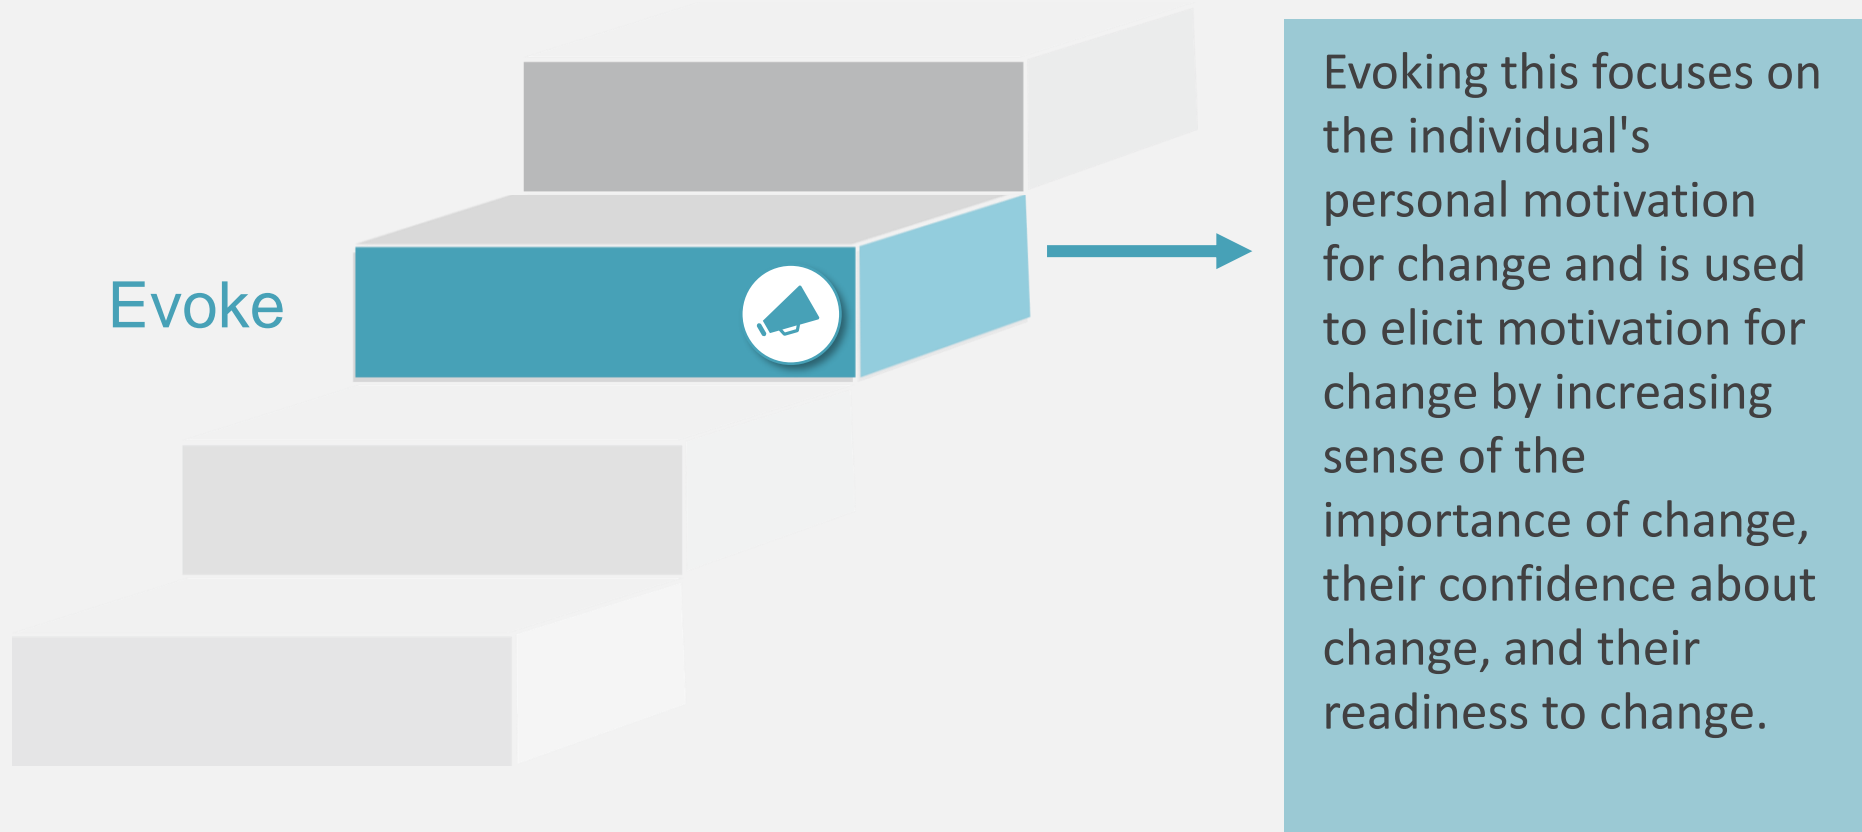 Evoke
Evoking this focuses on
the individual's
personal motivation
for change and is used
to elicit motivation for
change by increasing
sense of the
importance of change,
their confidence about
change, and their
readiness to change.